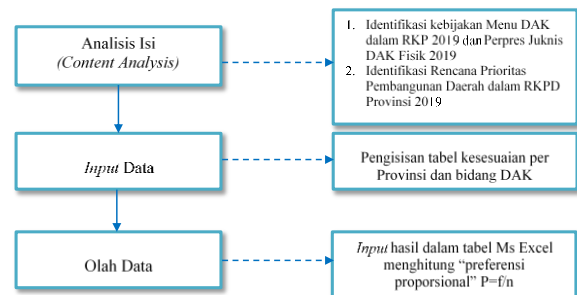 Analisis Isi
(Content Analysis)
1. Identifikasi kebijakan Menu DAK
dalam RKP 2019 dan Perpres Juknis
DAK Fisik 2019
2. Identifikasi Rencana Prioritas
Pembangunan Daerah dalam RKPD
Provinsi 2019
Input Data
Pengisisan tabel kesesuaian per
Provinsi dan bidang DAK
Olah Data
Input hasil dalam tabel Ms Excel
menghitung “preferensi
proporsional” P=f/n